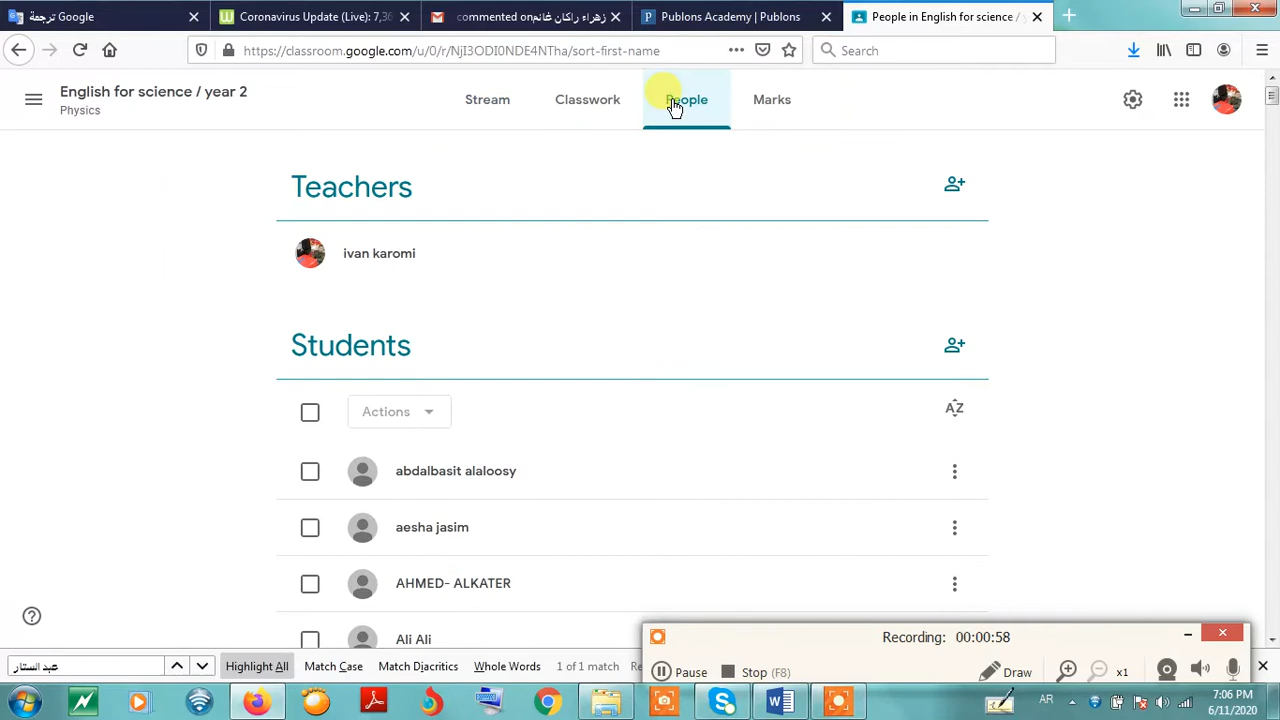 ترجمة Google
Coronavirus Update (Live): 7,36
زهراء راكان غانم commented on
Publons Academy | Publons
People in English for science / y
https://classroom.google.com/u/0/r/NjI3ODI0NDE4NTha/sort-first-name
Search
English for science / year 2
Physics
Stream
Classwork
People
Marks
Teachers
ivan karomi
Students
Actions
AZ
abdalbasit alaloosy
aesha jasim
AHMED- ALKATER
Ali Ali
Recording: 00:00:58
Pause
Stop (F8)
Draw
x1
عبد الستار
Highlight All
Match Case
Match Diacritics
Whole Words
1 of 1 match
Re
AR
7:06 PM
6/11/2020